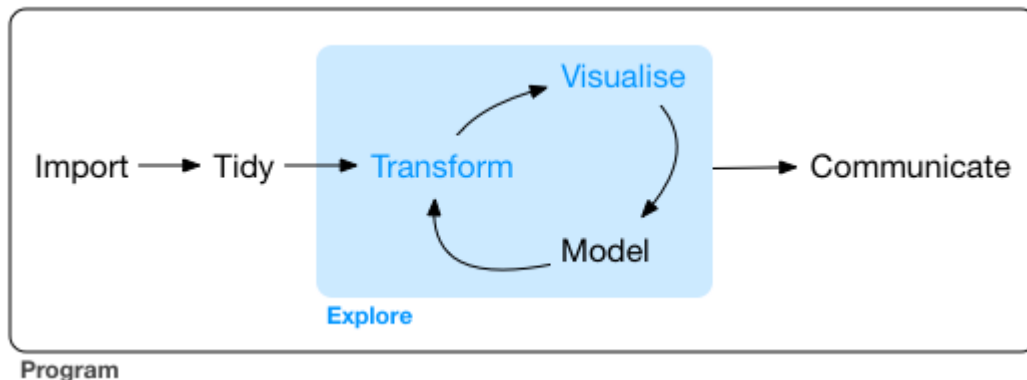 Visualise
Import
Tidy
Transform
Communicate
Model
Explore
Program